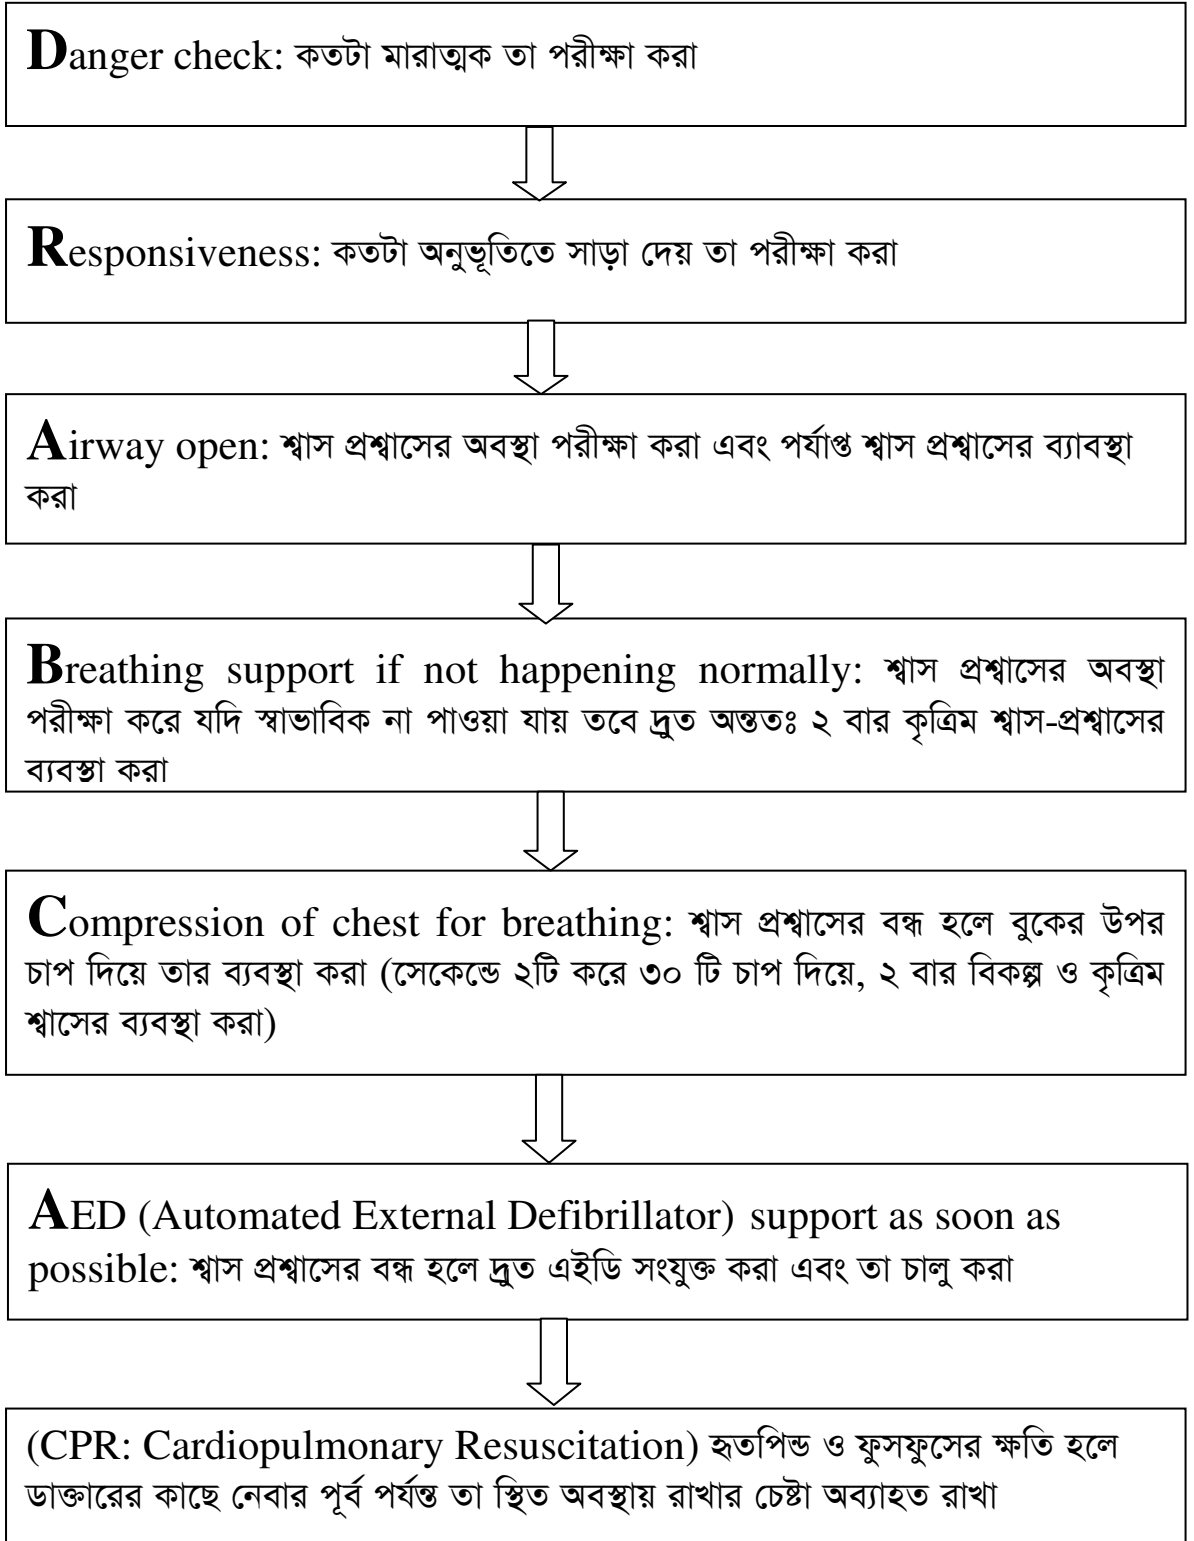 Danger check: কতটা মারাত্মক তা পরীক্ষা করা
Responsiveness: কতটা অনুভূতিতে সাড়া দেয় তা পরীক্ষা করা
Airway open: শ্বাস প্রশ্বাসের অবস্থা পরীক্ষা করা এবং পর্যাপ্ত শ্বাস প্রশ্বাসের ব্যাবস্থা
করা
Breathing support if not happening normally: শ্বাস প্রশ্বাসের অবস্থা
পরীক্ষা করে যদি স্বাভাবিক না পাওয়া যায় তবে দ্রুত অন্ততঃ ২ বার কৃত্রিম শ্বাস-প্রশ্বাসের
ব্যবস্থা করা
Compression of chest for breathing: শ্বাস প্রশ্বাসের বন্ধ হলে বুকের উপর
চাপ দিয়ে তার ব্যবস্থা করা (সেকেন্ডে ২টি করে ৩০ টি চাপ দিয়ে, ২ বার বিকল্প ও কৃত্রিম
শ্বাসের ব্যবস্থা করা)
AED (Automated External Defibrillator) support as soon as
possible: শ্বাস প্রশ্বাসের বন্ধ হলে দ্রুত এইডি সংযুক্ত করা এবং তা চালু করা
(CPR: Cardiopulmonary Resuscitation) হৃতপিন্ড ও ফুসফুসের ক্ষতি হলে
ডাক্তারের কাছে নেবার পূর্ব পর্যন্ত তা স্থিত অবস্থায় রাখার চেষ্টা অব্যাহত রাখা